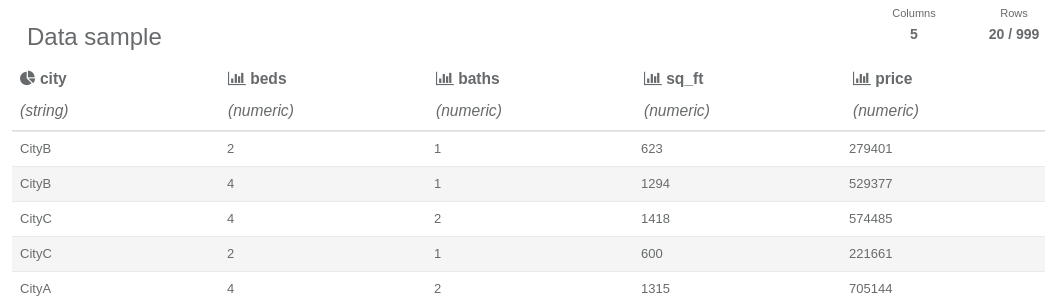 Columns Rows
Data sample 5 20 / 999
city beds baths sq_ft price
(string) (numeric) (numeric) (numeric) (numeric)
CityB 2 1 623 279401
CityB 4 1 1294 529377
CityC 4 2 1418 574485
CityC 2 1 600 221661
CityA 4 2 1315 705144